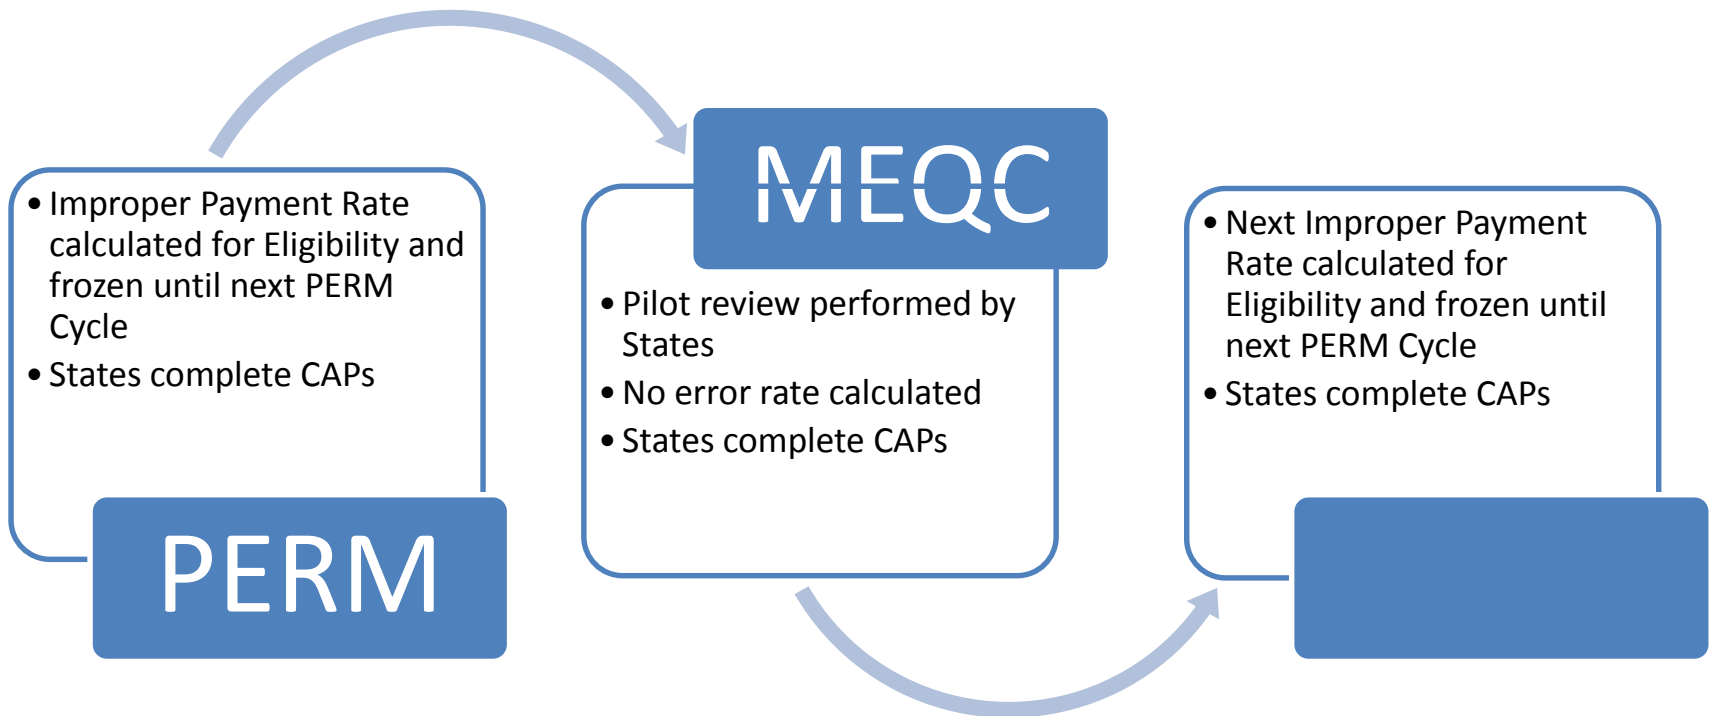 • Improper Payment Rate
calculated for Eligibility and
frozen until next PERM
Cycle
• States complete CAPs
PERM
MEQC
• Pilot review performed by
States
• No error rate calculated
• States complete CAPs
• Next Improper Payment
Rate calculated for
Eligibility and frozen until
next PERM Cycle
• States complete CAPs